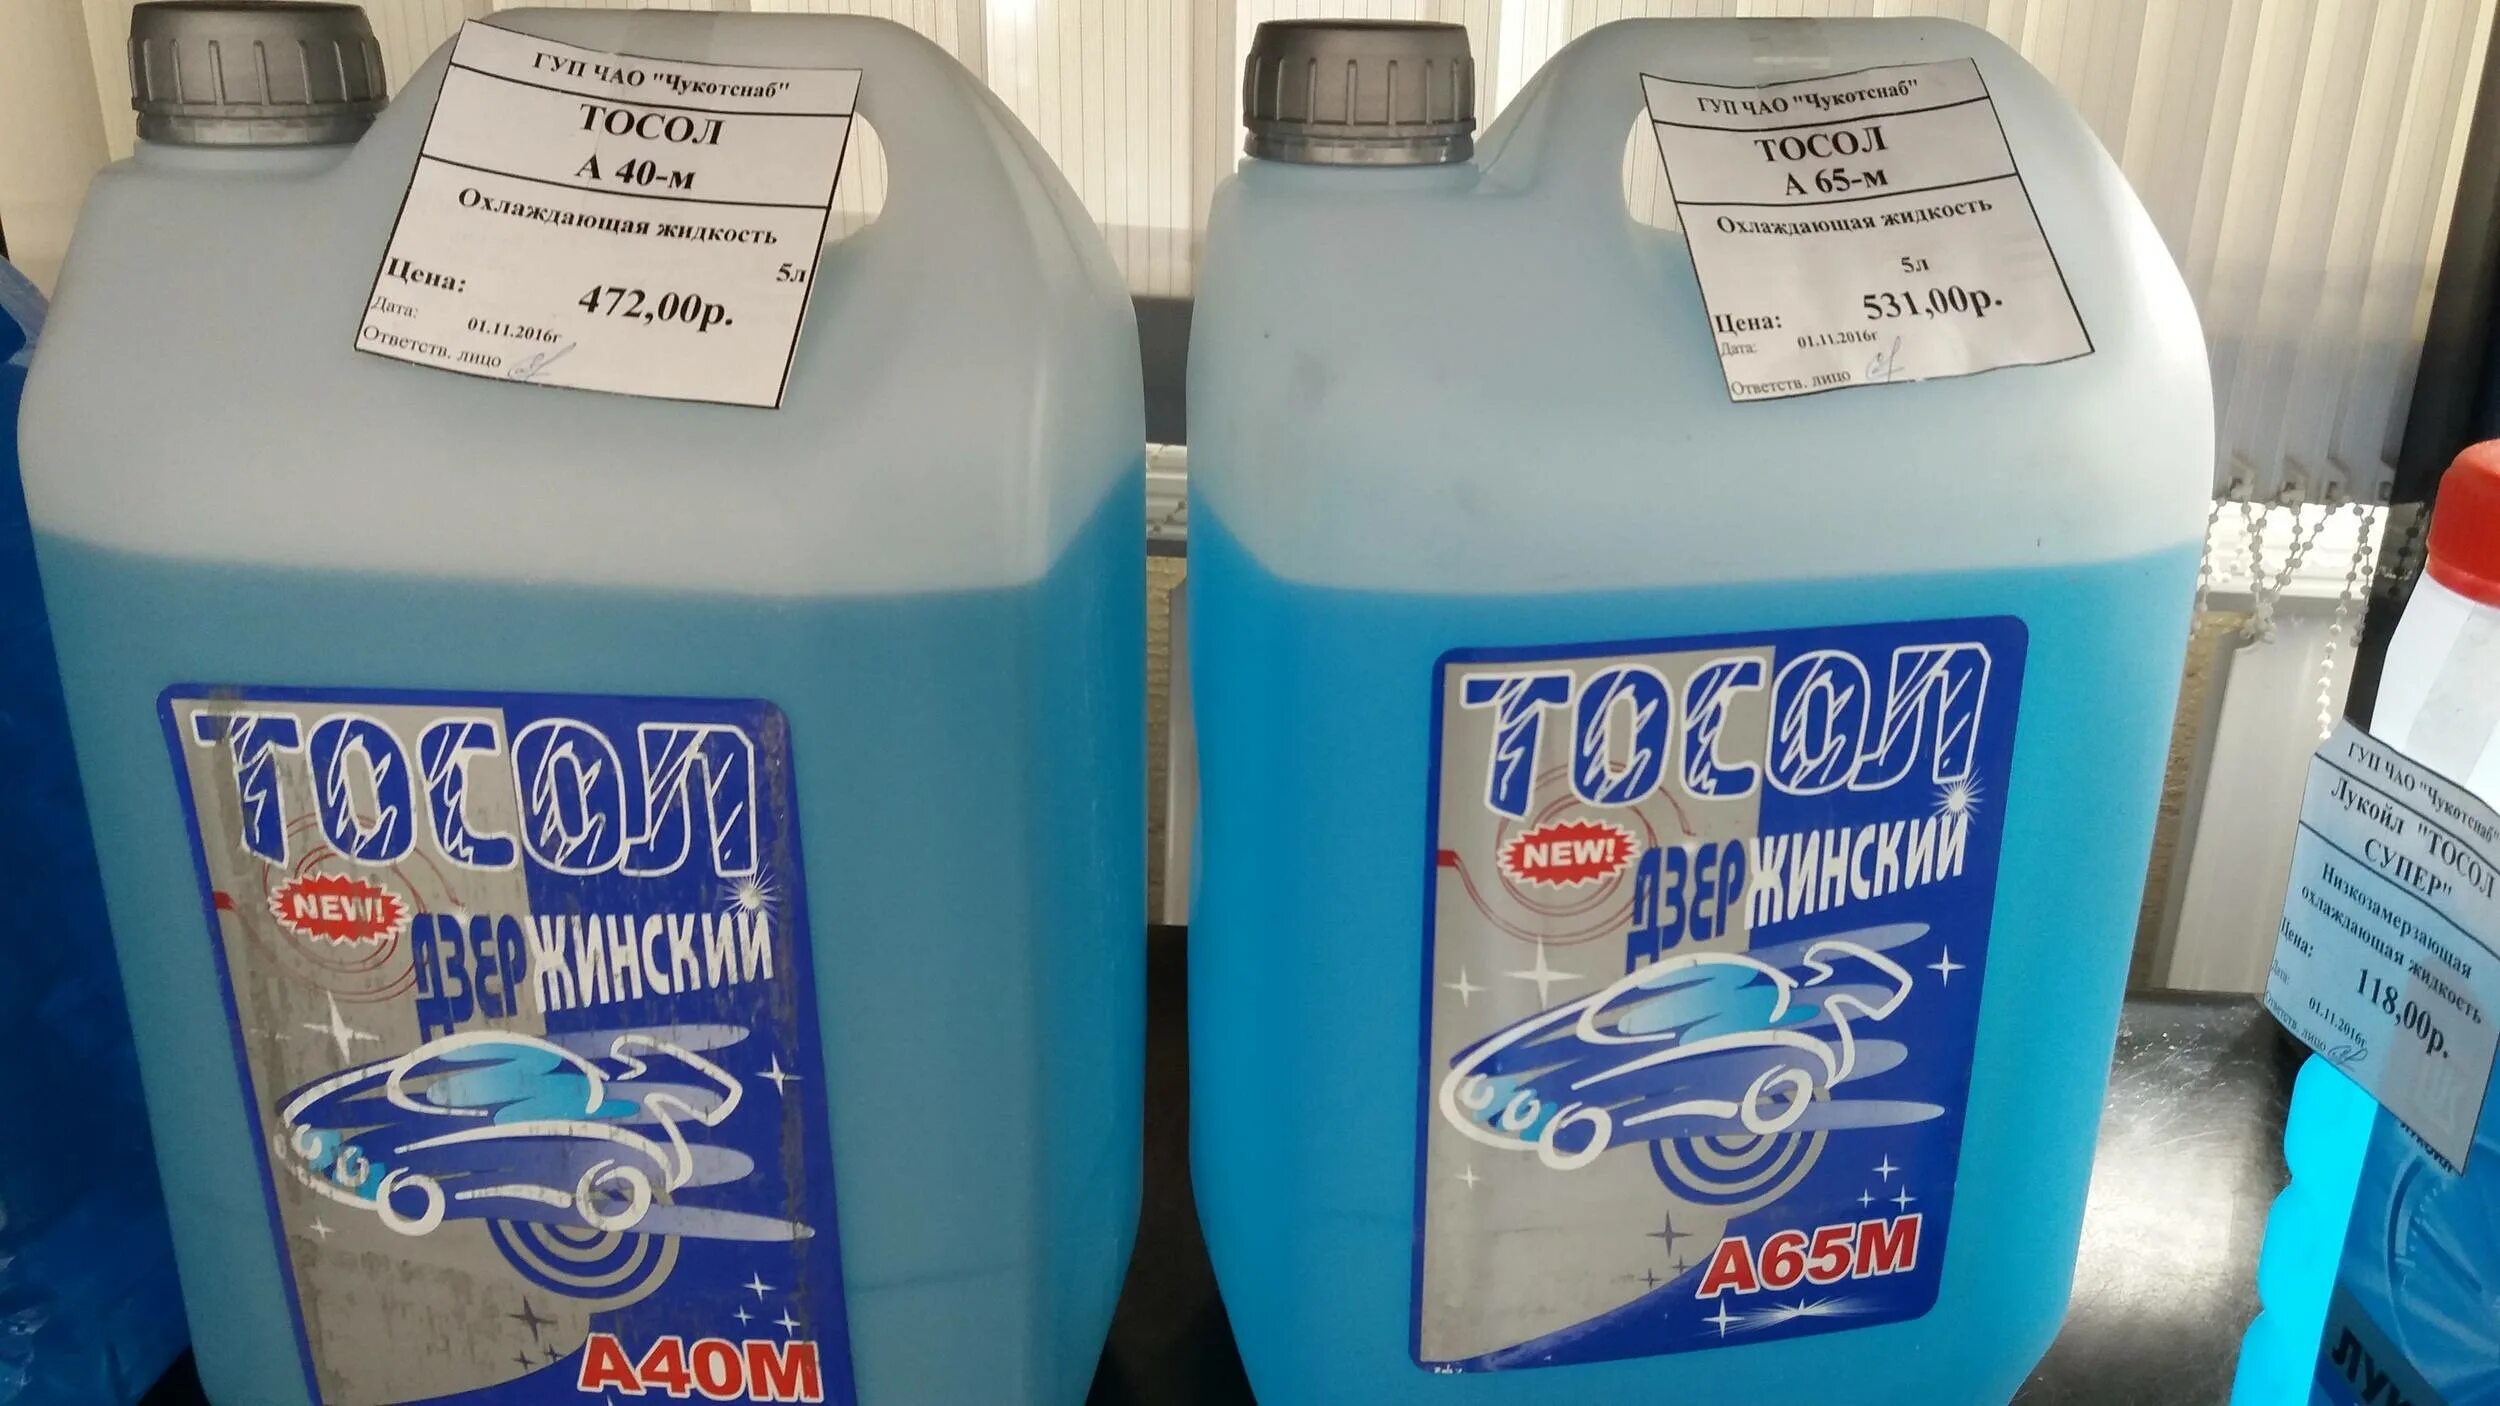 ГУП ЧАО "Чукотснаб"
ТОСОЛ
А 40-м
Охлаждающая жидкость
5л
Цена: 472,00р.
Дата: 01.11.2016г
Ответств. лицо
ТОСОЛ
NEW!
ДЗЕРЖИНСКИЙ
А40М
ГУП ЧАО "Чукотснаб"
ТОСОЛ
А 65-м
Охлаждающая жидкость
5л
Цена: 531,00р.
Дата: 01.11.2016г
Ответств. лицо
ТОСОЛ
NEW!
ДЗЕРЖИНСКИЙ
А65М
ГУП ЧАО "Чукотснаб"
Лукойл "ТОСОЛ
СУПЕР"
Низкозамерзающая
охлаждающая жидкость
Цена: 118,00р.
Дата: 01.11.2016г
Ответств. лицо